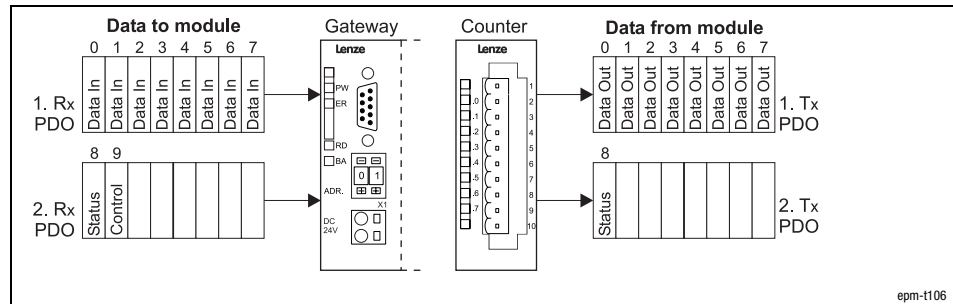 Data to module
Gateway
Counter
Data from module
0 1 2 3 4 5 6 7
Lenze
Lenze
0 1 2 3 4 5 6 7
1. Rx
PDO
Data In
Data In
Data In
Data In
Data In
Data In
Data In
Data In
PW
ER
RD
BA
ADR.
0 1
X1
DC
24V
.0
.1
.2
.3
.4
.5
.6
.7
1
2
3
4
5
6
7
8
9
10
Data Out
Data Out
Data Out
Data Out
Data Out
Data Out
Data Out
Data Out
1. Tx
PDO
8 9
2. Rx
PDO
Status
Control
8
Status
2. Tx
PDO
epm-t106